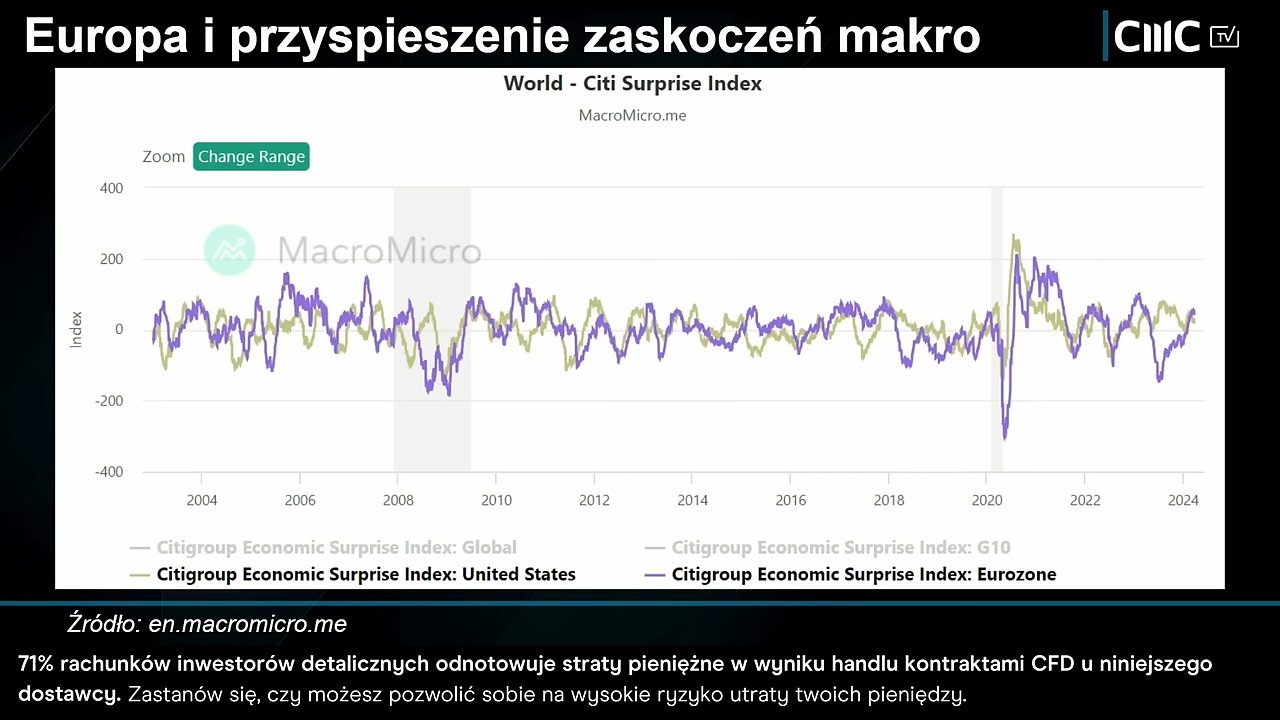 Europa i przyspieszenie zaskoczeń makro
CMC TV
World - Citi Surprise Index
MacroMicro.me
Zoom Change Range
400
200
0
-200
-400
Index
MacroMicro
2004 2006 2008 2010 2012 2014 2016 2018 2020 2022 2024
Citigroup Economic Surprise Index: Global
Citigroup Economic Surprise Index: G10
Citigroup Economic Surprise Index: United States
Citigroup Economic Surprise Index: Eurozone
Źródło: en.macromicro.me
71% rachunków inwestorów detalicznych odnotowuje straty pieniężne w wyniku handlu kontraktami CFD u niniejszego
dostawcy. Zastanów się, czy możesz pozwolić sobie na wysokie ryzyko utraty twoich pieniędzy.